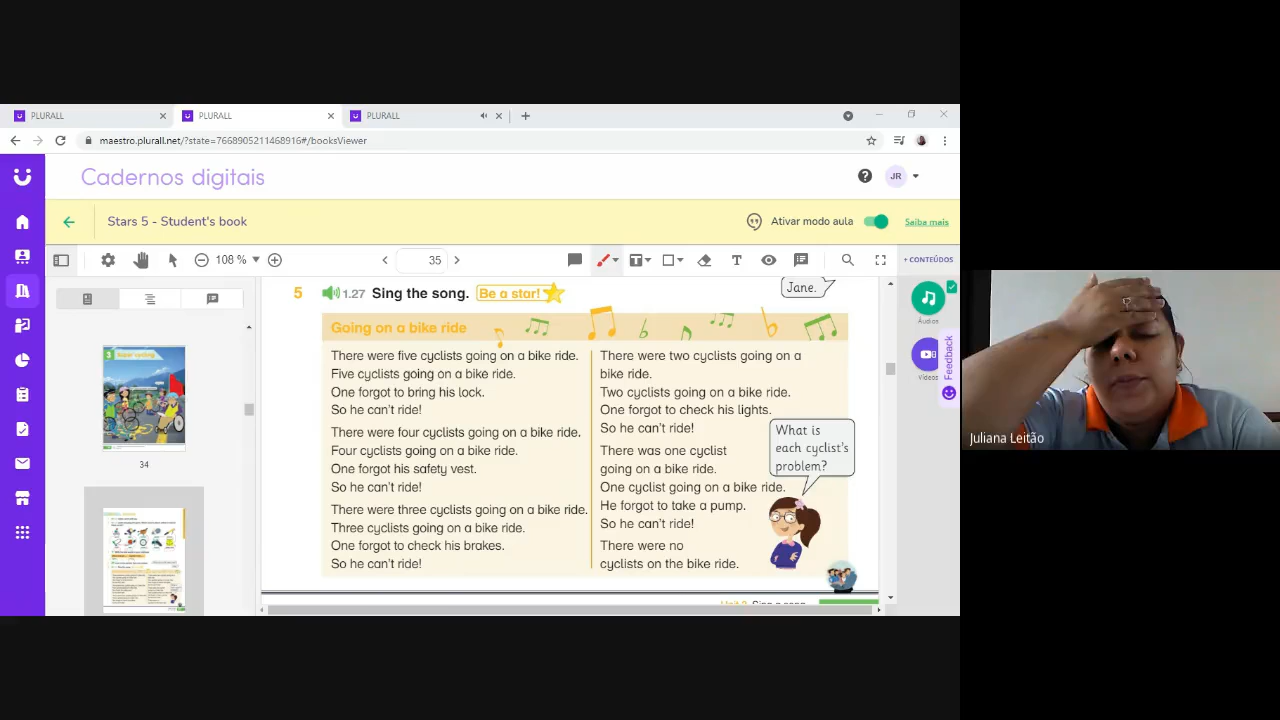 PLURALL
PLURALL
PLURALL
maestro.plurall.net/?state=7668905211468916#/booksViewer
Cadernos digitais
JR
Stars 5 - Student's book
Ativar modo aula
Saiba mais
108 %
35
+ CONTEÚDOS
Áudios
Vídeos
Feedback
34
Jane.
5 1.27 Sing the song. Be a star!
Going on a bike ride
There were five cyclists going on a bike ride.
Five cyclists going on a bike ride.
One forgot to bring his lock.
So he can't ride!
There were four cyclists going on a bike ride.
Four cyclists going on a bike ride.
One forgot his safety vest.
So he can't ride!
There were three cyclists going on a bike ride.
Three cyclists going on a bike ride.
One forgot to check his brakes.
So he can't ride!
There were two cyclists going on a
bike ride.
Two cyclists going on a bike ride.
One forgot to check his lights.
So he can't ride!
There was one cyclist
going on a bike ride.
One cyclist going on a bike ride.
He forgot to take a pump.
So he can't ride!
There were no
cyclists on the bike ride.
What is
each cyclist's
problem?
Juliana Leitão